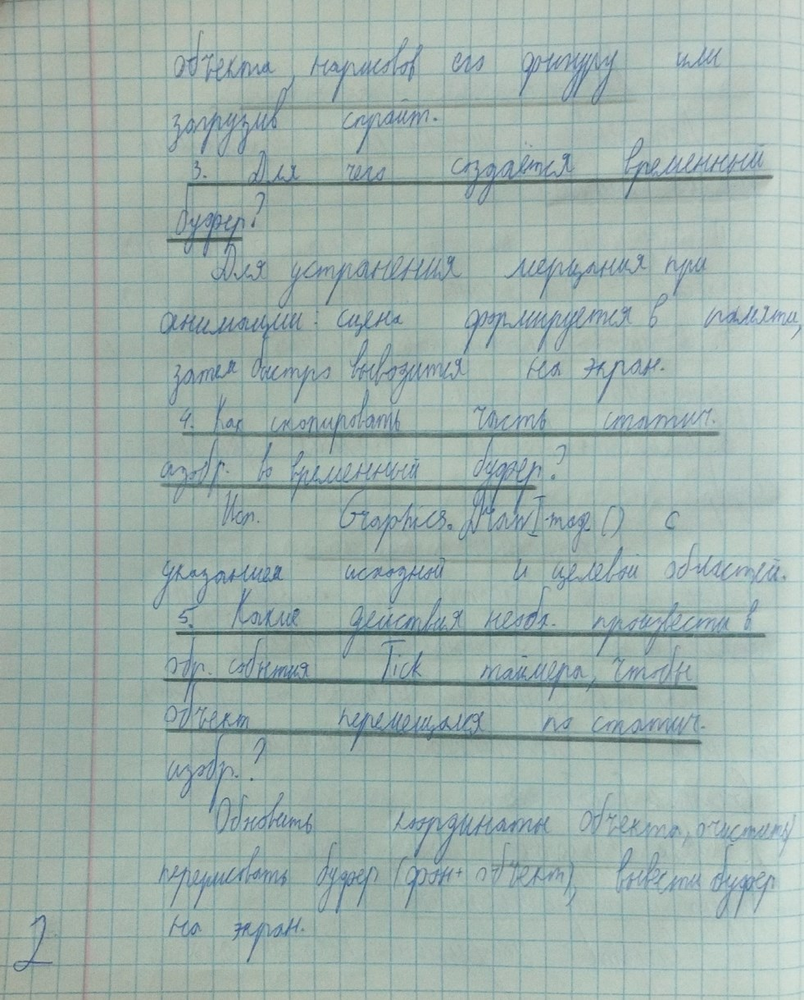 объекта, нарисовов его фигуру или
загрузив спрайт.
3. Для чего создаётся временный
буфер?
Для устранения мерцания при
анимации: сцена формируется в памяти,
затем быстро выводится на экран.
4. Как скопировать часть статич.
изобр. во временный буфер?
Исп. Graphics.DrawImage() с
указанием исходной и целевой областей.
5. Какие действия необх. произвести в
обр. события Tick таймера, чтобы
объект перемещался по статич.
изобр.?
Обновить координаты объекта, очистить/
перерисовать буфер (фон + объект), вывести буфер
на экран.
2